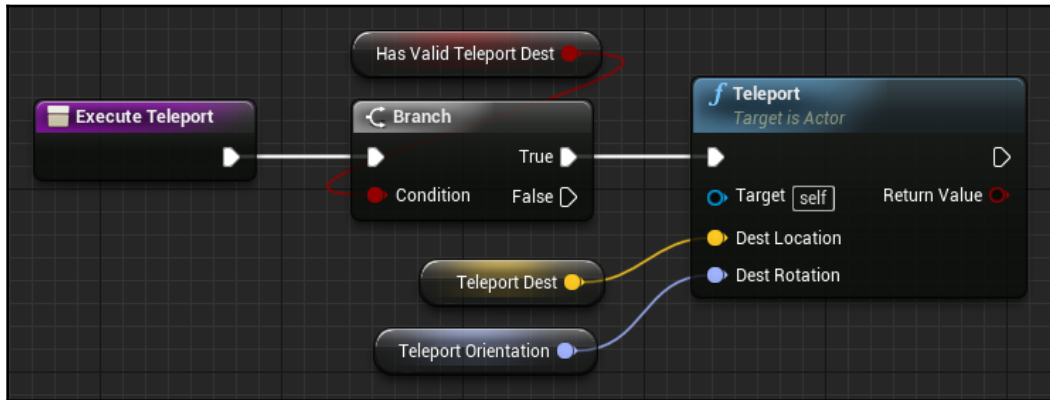 Has Valid Teleport Dest
Execute Teleport
Branch
True
Condition
False
f Teleport
Target is Actor
Target self
Return Value
Dest Location
Dest Rotation
Teleport Dest
Teleport Orientation